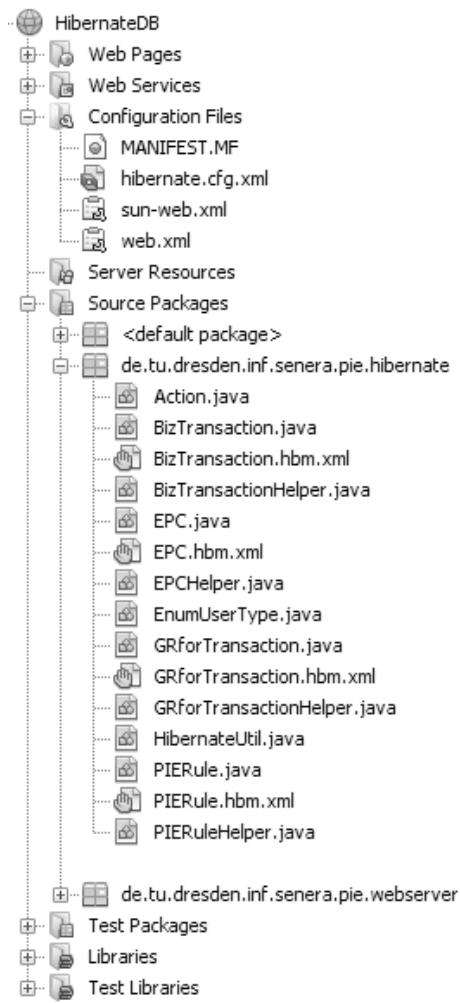 HibernateDB
Web Pages
Web Services
Configuration Files
MANIFEST.MF
hibernate.cfg.xml
sun-web.xml
web.xml
Server Resources
Source Packages
<default package>
de.tu.dresden.inf.senera.pie.hibernate
Action.java
BizTransaction.java
BizTransaction.hbm.xml
BizTransactionHelper.java
EPC.java
EPC.hbm.xml
EPCHelper.java
EnumUserType.java
GRforTransaction.java
GRforTransaction.hbm.xml
GRforTransactionHelper.java
HibernateUtil.java
PIERule.java
PIERule.hbm.xml
PIERuleHelper.java
de.tu.dresden.inf.senera.pie.webserver
Test Packages
Libraries
Test Libraries